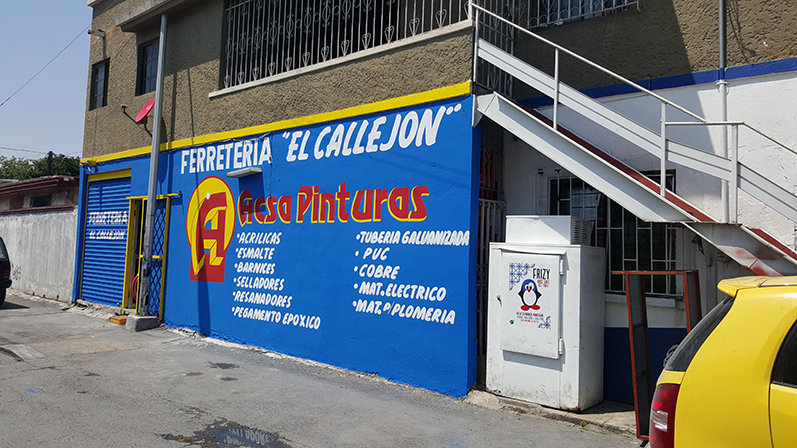 FERRETERIA "EL CALLEJON"
Acsa Pinturas
*ACRILICAS
*ESMALTE
*BARNICES
*SELLADORES
*RESANADORES
*PEGAMENTO EPOXICO
*TUBERIA GALVANIZADA
* PVC
* COBRE
* MAT. ELECTRICO
*MAT. P/ PLOMERIA
FERRETERIA
EL CALLEJON
FRIZY